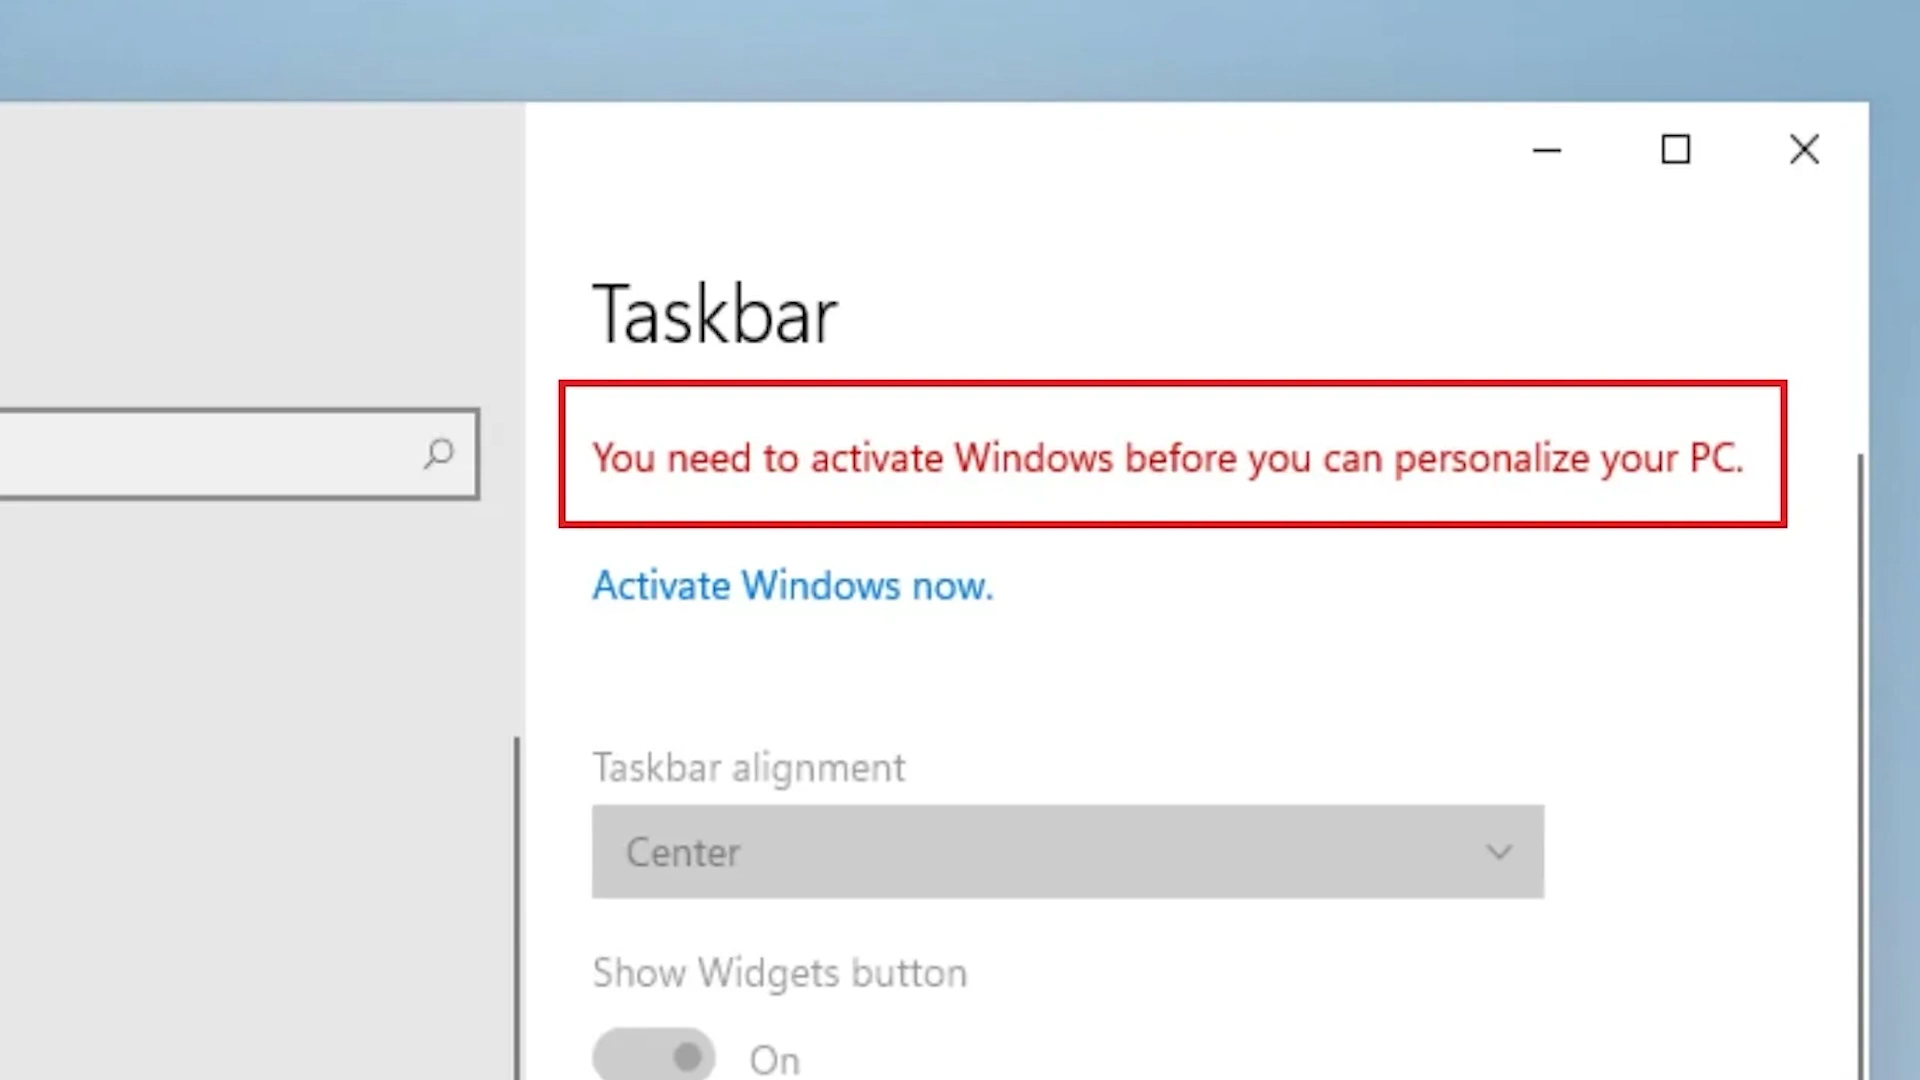 Taskbar
You need to activate Windows before you can personalize your PC.
Activate Windows now.
Taskbar alignment
Center
Show Widgets button
On